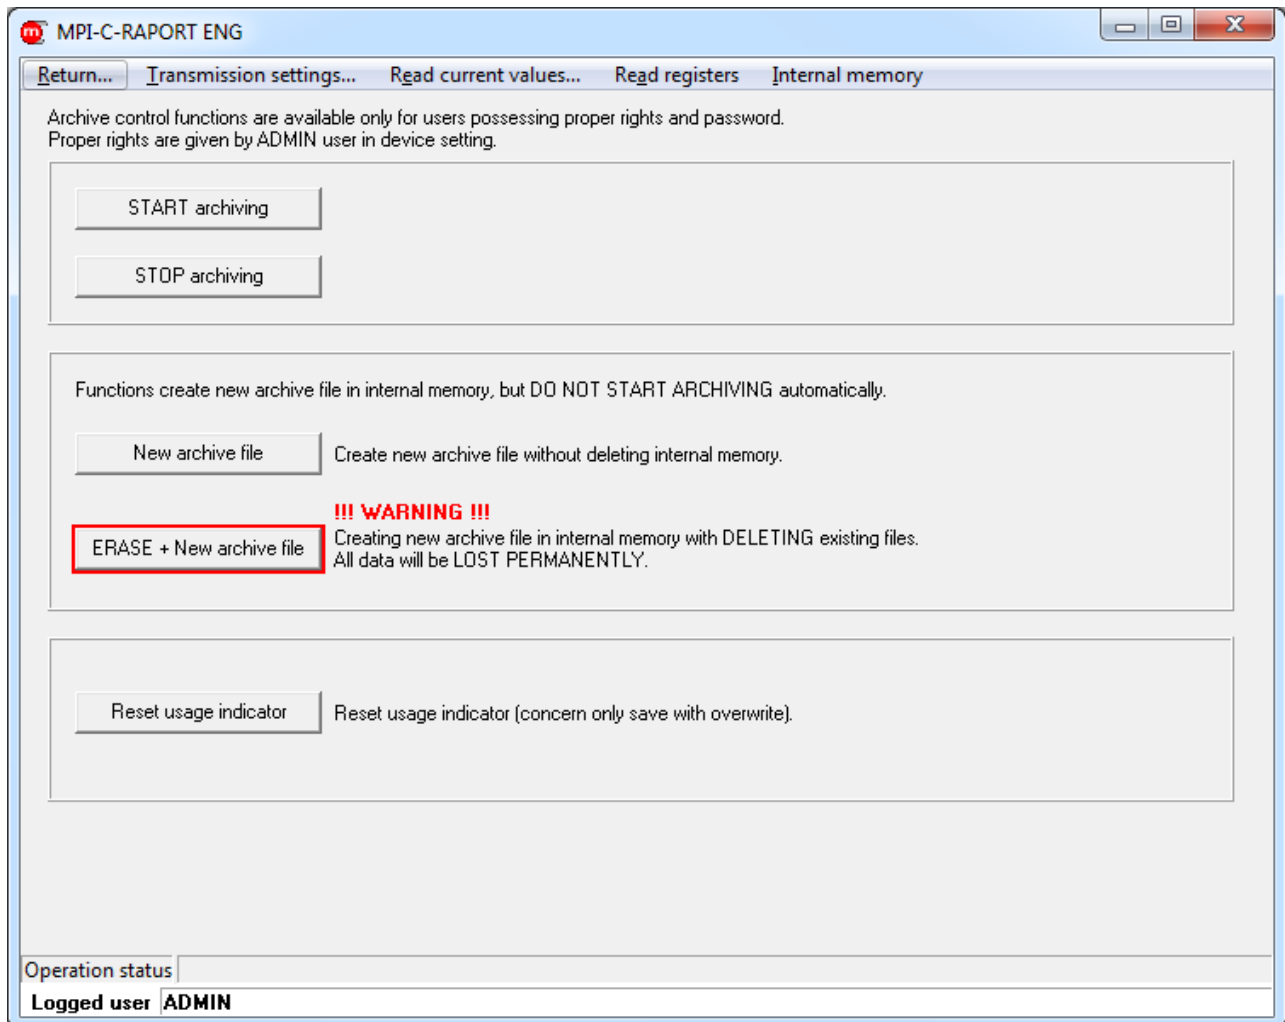 MPI-C-RAPORT ENG
Return... Transmission settings... Read current values... Read registers Internal memory
Archive control functions are available only for users possessing proper rights and password.
Proper rights are given by ADMIN user in device setting.
START archiving
STOP archiving
Functions create new archive file in internal memory, but DO NOT START ARCHIVING automatically.
New archive file Create new archive file without deleting internal memory.
!!! WARNING !!!
ERASE + New archive file Creating new archive file in internal memory with DELETING existing files.
All data will be LOST PERMANENTLY.
Reset usage indicator Reset usage indicator (concern only save with overwrite).
Operation status
Logged user ADMIN